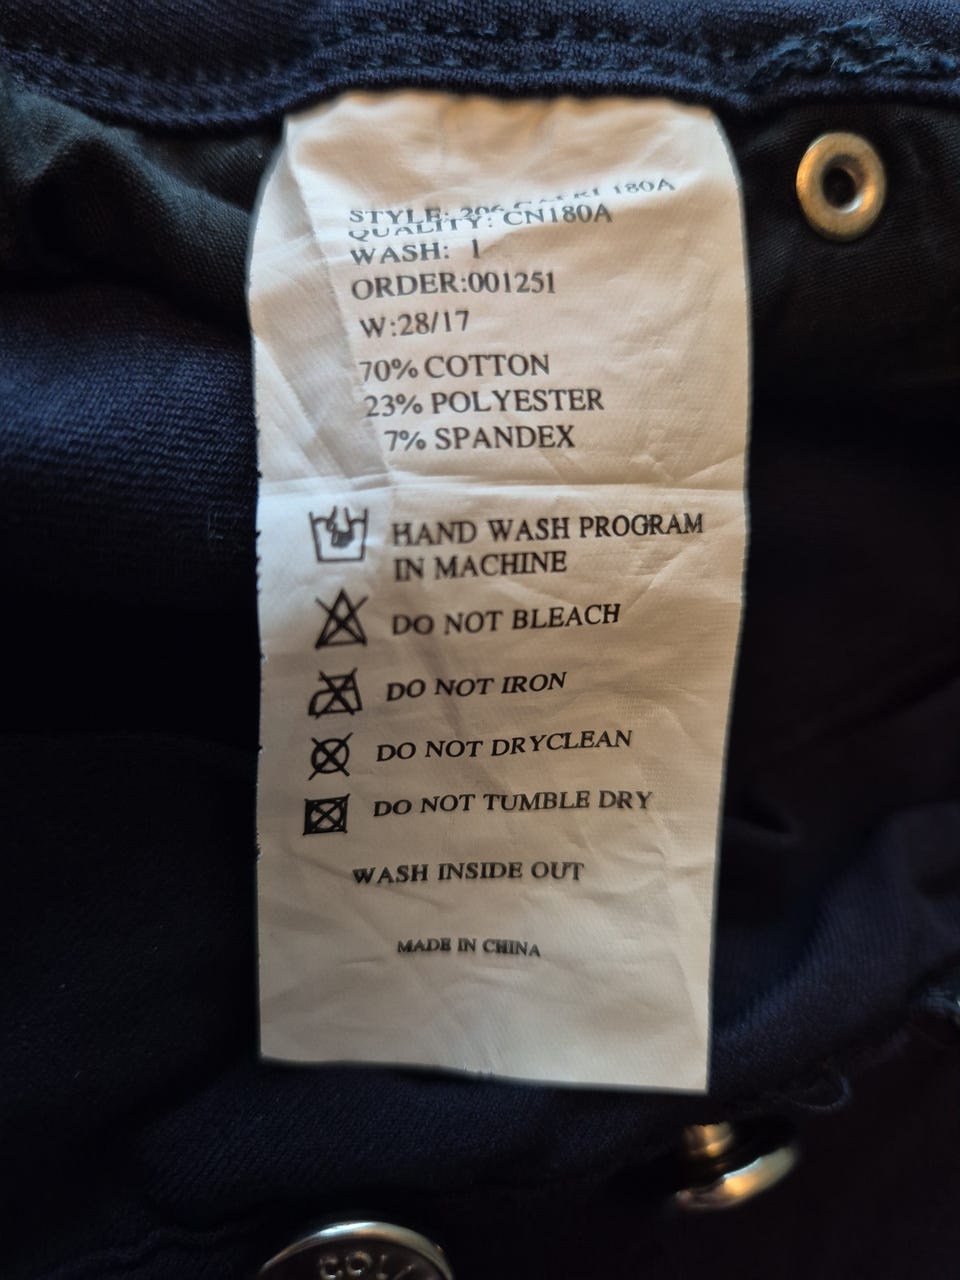 STYLE: 206 180A
QUALITY: CN180A
WASH: 1
ORDER:001251
W:28/17
70% COTTON
23% POLYESTER
7% SPANDEX
HAND WASH PROGRAM
IN MACHINE
DO NOT BLEACH
DO NOT IRON
DO NOT DRYCLEAN
DO NOT TUMBLE DRY
WASH INSIDE OUT
MADE IN CHINA